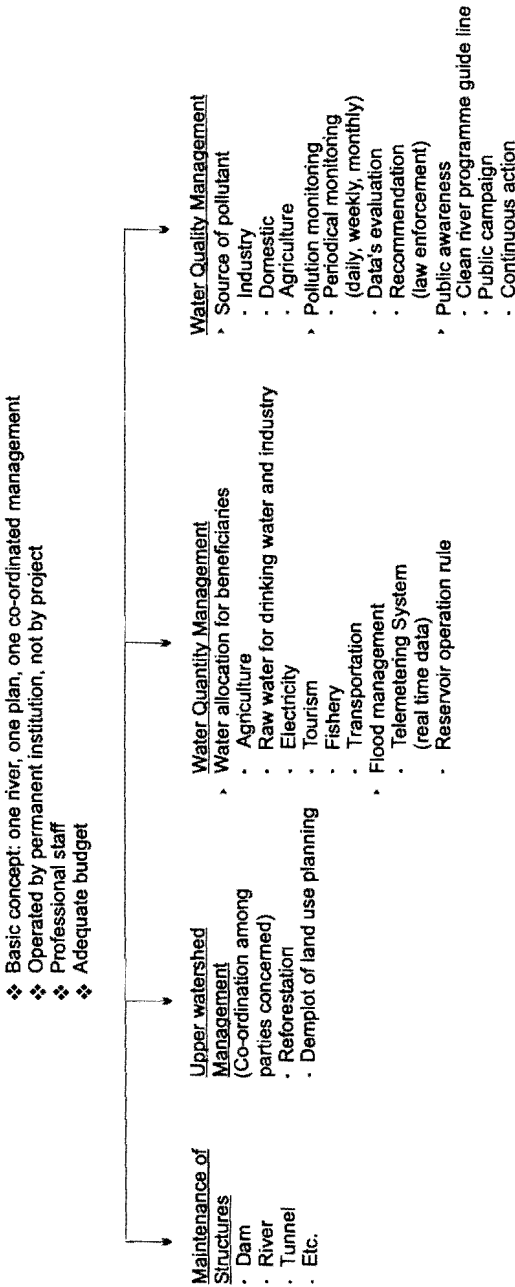 ❖ Basic concept: one river, one plan, one co-ordinated management
❖ Operated by permanent institution, not by project
❖ Professional staff
❖ Adequate budget
Maintenance of
Structures
· Dam
· River
· Tunnel
· Etc.
Upper watershed
Management
(Co-ordination among
parties concerned)
· Reforestation
· Demplot of land use planning
Water Quantity Management
‣ Water allocation for beneficiaries
· Agriculture
· Raw water for drinking water and industry
· Electricity
· Tourism
· Fishery
· Transportation
‣ Flood management
· Telemetering System
(real time data)
· Reservoir operation rule
Water Quality Management
‣ Source of pollutant
· Industry
· Domestic
· Agriculture
‣ Pollution monitoring
· Periodical monitoring
(daily, weekly, monthly)
· Data's evaluation
· Recommendation
(law enforcement)
‣ Public awareness
· Clean river programme guide line
· Public campaign
· Continuous action